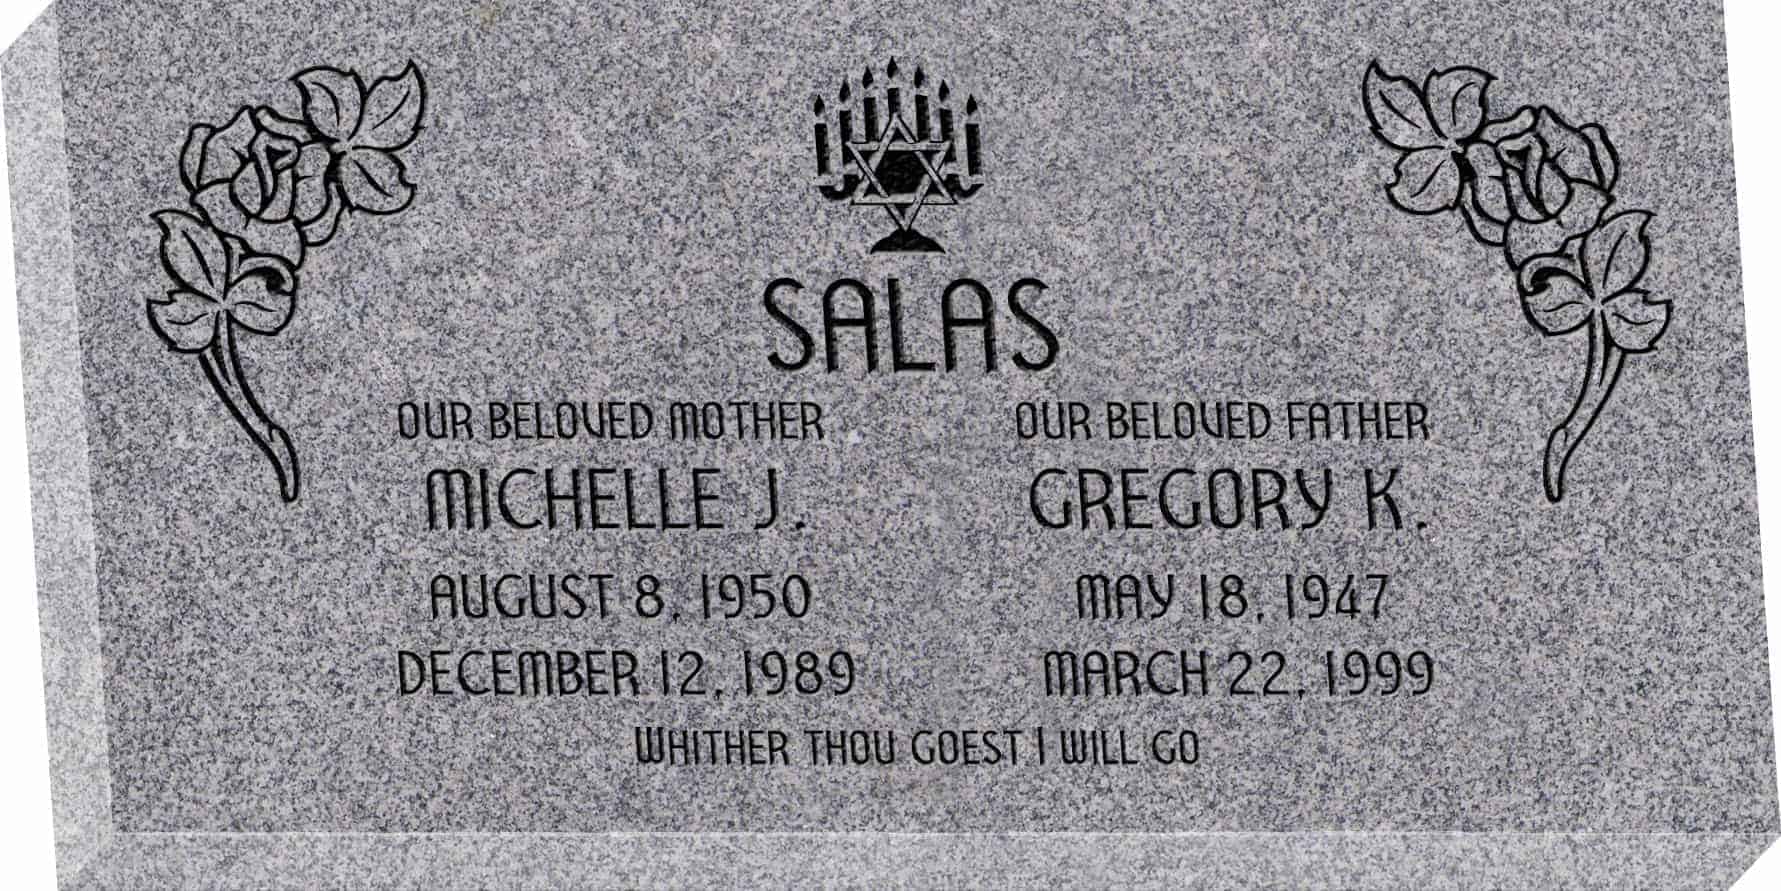 SALAS
OUR BELOVED MOTHER OUR BELOVED FATHER
MICHELLE J. GREGORY K.
AUGUST 8, 1950 MAY 18, 1947
DECEMBER 12, 1989 MARCH 22, 1999
WHITHER THOU GOEST I WILL GO